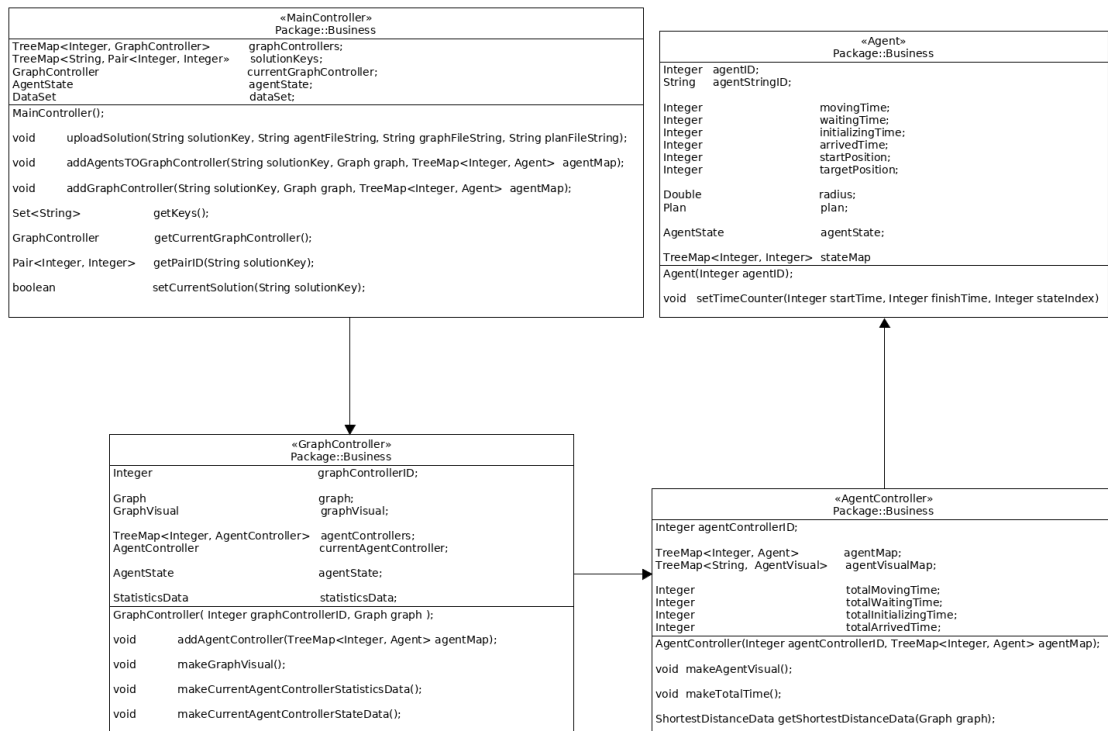 «MainController»
Package::Business
TreeMap<Integer, GraphController> graphControllers;
TreeMap<String, Pair<Integer, Integer» solutionKeys;
GraphController currentGraphController;
AgentState agentState;
DataSet dataSet;
MainController();
void uploadSolution(String solutionKey, String agentFileString, String graphFileString, String planFileString);
void addAgentsTOGraphController(String solutionKey, Graph graph, TreeMap<Integer, Agent> agentMap);
void addGraphController(String solutionKey, Graph graph, TreeMap<Integer, Agent> agentMap);
Set<String> getKeys();
GraphController getCurrentGraphController();
Pair<Integer, Integer> getPairID(String solutionKey);
boolean setCurrentSolution(String solutionKey);
«Agent»
Package::Business
Integer agentID;
String agentStringID;
Integer movingTime;
Integer waitingTime;
Integer initializingTime;
Integer arrivedTime;
Integer startPosition;
Integer targetPosition;
Double radius;
Plan plan;
AgentState agentState;
TreeMap<Integer, Integer> stateMap
Agent(Integer agentID);
void setTimeCounter(Integer startTime, Integer finishTime, Integer stateIndex)
«GraphController»
Package::Business
Integer graphControllerID;
Graph graph;
GraphVisual graphVisual;
TreeMap<Integer, AgentController> agentControllers;
AgentController currentAgentController;
AgentState agentState;
StatisticsData statisticsData;
GraphController( Integer graphControllerID, Graph graph );
void addAgentController(TreeMap<Integer, Agent> agentMap);
void makeGraphVisual();
void makeCurrentAgentControllerStatisticsData();
void makeCurrentAgentControllerStateData();
«AgentController»
Package::Business
Integer agentControllerID;
TreeMap<Integer, Agent> agentMap;
TreeMap<String, AgentVisual> agentVisualMap;
Integer totalMovingTime;
Integer totalWaitingTime;
Integer totalInitializingTime;
Integer totalArrivedTime;
AgentController(Integer agentControllerID, TreeMap<Integer, Agent> agentMap);
void makeAgentVisual();
void makeTotalTime();
ShortestDistanceData getShortestDistanceData(Graph graph);